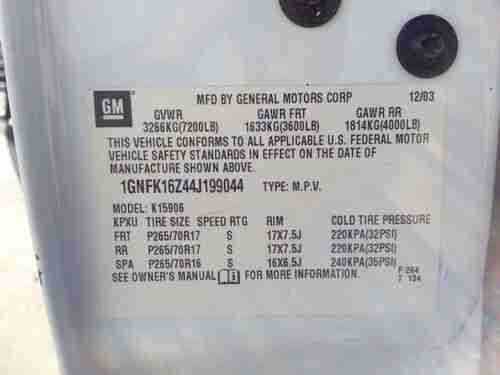 GM
MFD BY GENERAL MOTORS CORP 12/03
GVWR GAWR FRT GAWR RR
3266KG(7200LB) 1633KG(3600LB) 1814KG(4000LB)
THIS VEHICLE CONFORMS TO ALL APPLICABLE U.S. FEDERAL MOTOR
VEHICLE SAFETY STANDARDS IN EFFECT ON THE DATE OF
MANUFACTURE SHOWN ABOVE.
1GNFK16Z44J199044 TYPE: M.P.V.
MODEL: K15906
KPXU TIRE SIZE SPEED RTG RIM COLD TIRE PRESSURE
FRT P265/70R17 S 17X7.5J 220KPA(32PSI)
RR P265/70R17 S 17X7.5J 220KPA(32PSI)
SPA P265/70R16 S 16X6.5J 240KPA(35PSI)
SEE OWNER'S MANUAL FOR MORE INFORMATION.
F 264
7 134